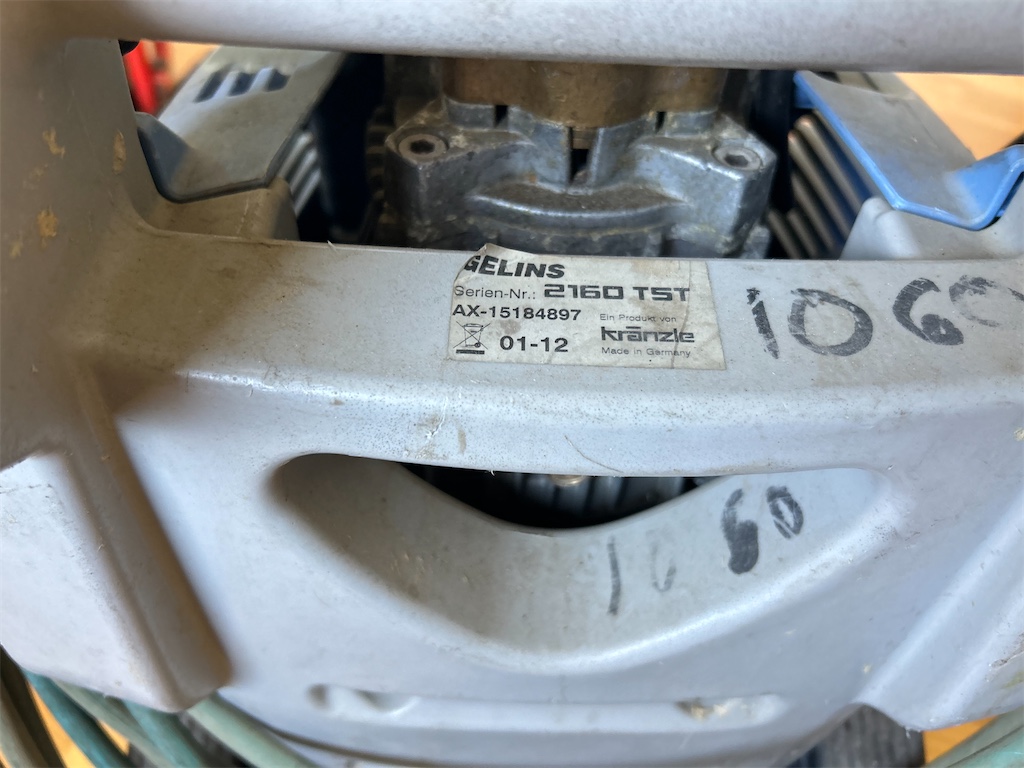 GELINS
Serien-Nr.: 2160 TST
AX-15184897
Ein Produkt von
Kränzle
01-12
Made in Germany
1060
1060